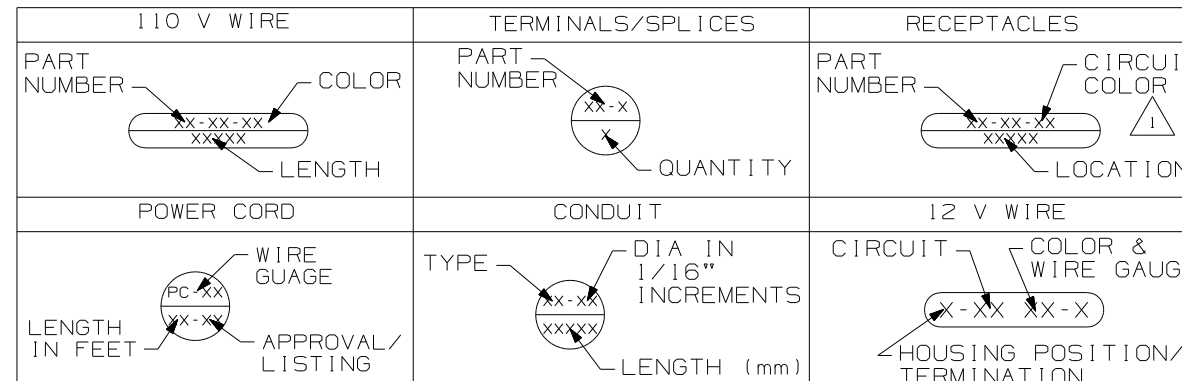 110 V WIRE
PART
NUMBER
COLOR
XX-XX-XX
XXXXX
LENGTH
TERMINALS/SPLICES
PART
NUMBER
XX-X
X
QUANTITY
RECEPTACLES
PART
NUMBER
CIRCUI
COLOR
1
XX-XX-XX
XXXXX
LOCATION
POWER CORD
WIRE
GUAGE
PC-XX
XX-XX
LENGTH
IN FEET
APPROVAL/
LISTING
CONDUIT
TYPE
DIA IN
1/16"
INCREMENTS
XX-XX
XXXXX
LENGTH (mm)
12 V WIRE
CIRCUIT
COLOR &
WIRE GAUG
X-XX XX-X
HOUSING POSITION/
TERMINATION